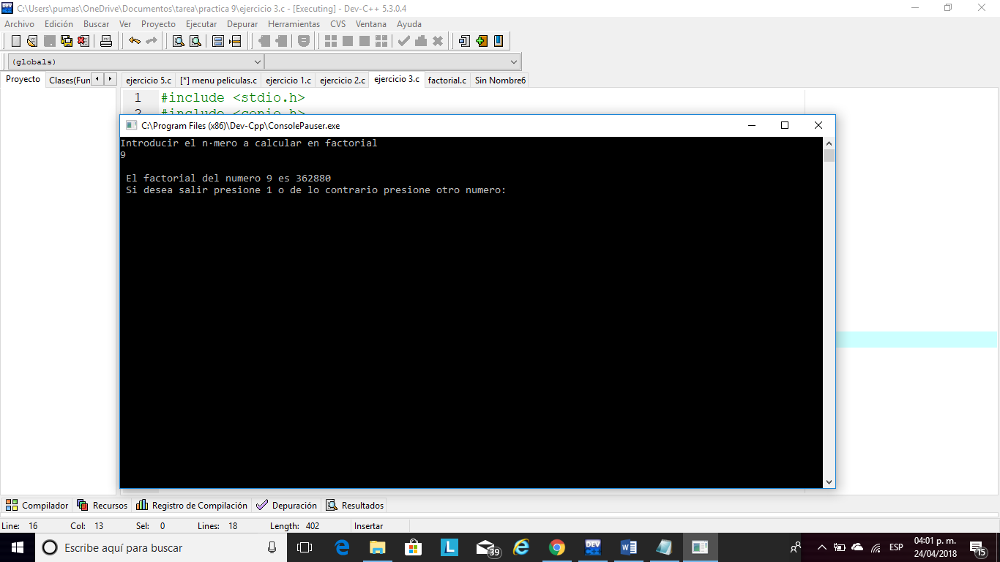 C:\Users\pumas\OneDrive\Documentos\tarea\practica 9\ejercicio 3.c - [Executing] - Dev-C++ 5.3.0.4
Archivo Edición Buscar Ver Proyecto Ejecutar Depurar Herramientas CVS Ventana Ayuda
(globals)
Proyecto Clases(Fun ejercicio 5.c [*] menu peliculas.c ejercicio 1.c ejercicio 2.c ejercicio 3.c factorial.c Sin Nombre6
1 #include <stdio.h>
2 #include <conio.h>
C:\Program Files (x86)\Dev-Cpp\ConsolePauser.exe
Introducir el n·mero a calcular en factorial
9
El factorial del numero 9 es 362880
Si desea salir presione 1 o de lo contrario presione otro numero:
Compilador Recursos Registro de Compilación Depuración Resultados
Line: 16 Col: 13 Sel: 0 Lines: 18 Length: 402 Insertar
Escribe aquí para buscar
L
39
DEV
ESP
04:01 p. m.
24/04/2018
15